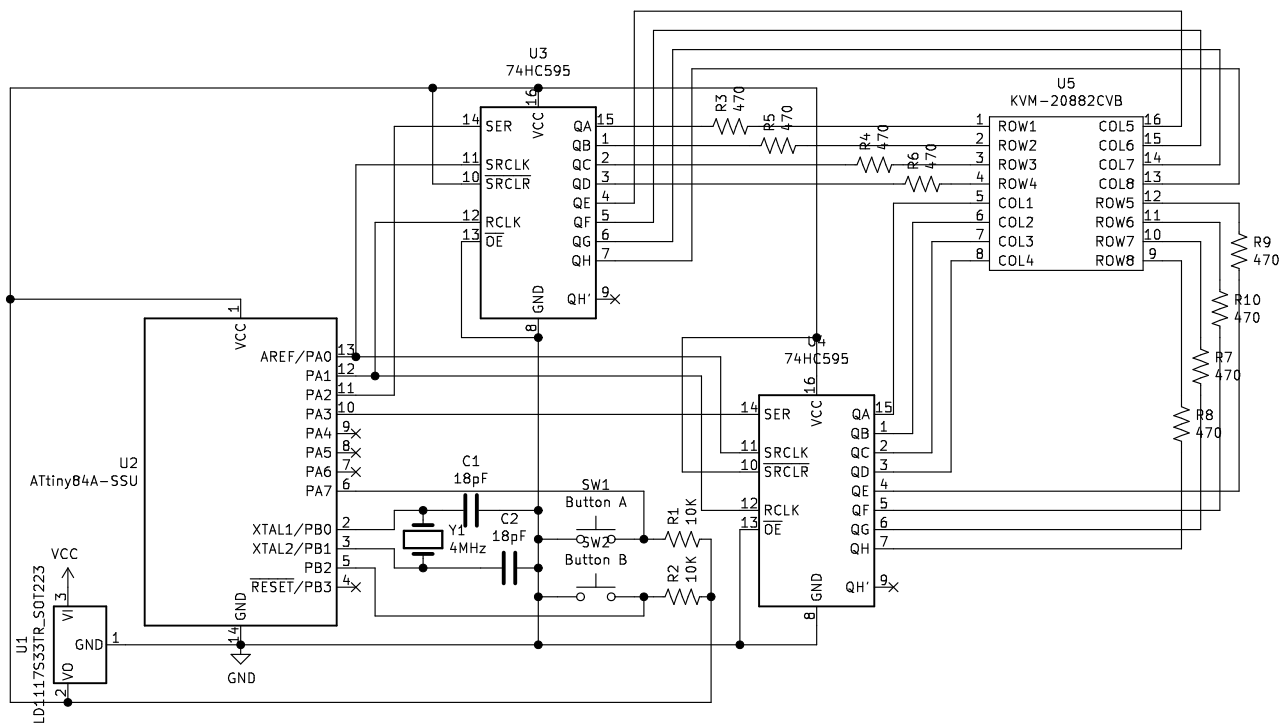 U3
74HC595
14 SER
11 SRCLK
10 SRCLR
12 RCLK
13 OE
VCC 16
GND 8
QA 15
QB 1
QC 2
QD 3
QE 4
QF 5
QG 6
QH 7
QH' 9
R3 470
R5 470
R4 470
R6 470
U5
KVM-20882CVB
1 ROW1
2 ROW2
3 ROW3
4 ROW4
5 COL1
6 COL2
7 COL3
8 COL4
COL5 16
COL6 15
COL7 14
COL8 13
ROW5 12
ROW6 11
ROW7 10
ROW8 9
R9
470
R10
470
R7
470
R8
470
U2
ATtiny84A-SSU
VCC 1
AREF/PA0 13
PA1 12
PA2 11
PA3 10
PA4 9
PA5 8
PA6 7
PA7 6
XTAL1/PB0 2
XTAL2/PB1 3
PB2 5
RESET/PB3 4
GND 14
GND
C1
18pF
C2
18pF
Y1
4MHz
SW1
Button A
SW2
Button B
R1 10K
R2 10K
U4
74HC595
14 SER
11 SRCLK
10 SRCLR
12 RCLK
13 OE
VCC 16
GND 8
QA 15
QB 1
QC 2
QD 3
QE 4
QF 5
QG 6
QH 7
QH' 9
VCC
U1
LD1117S33TR_SOT223
VI 3
GND 1
VO 2